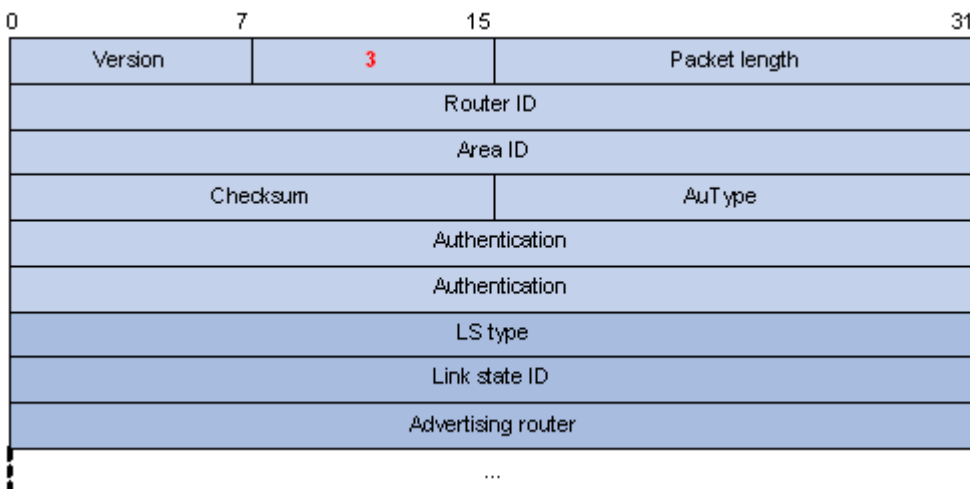 0 7 15 31
Version 3 Packet length
Router ID
Area ID
Checksum AuType
Authentication
Authentication
LS type
Link state ID
Advertising router
...